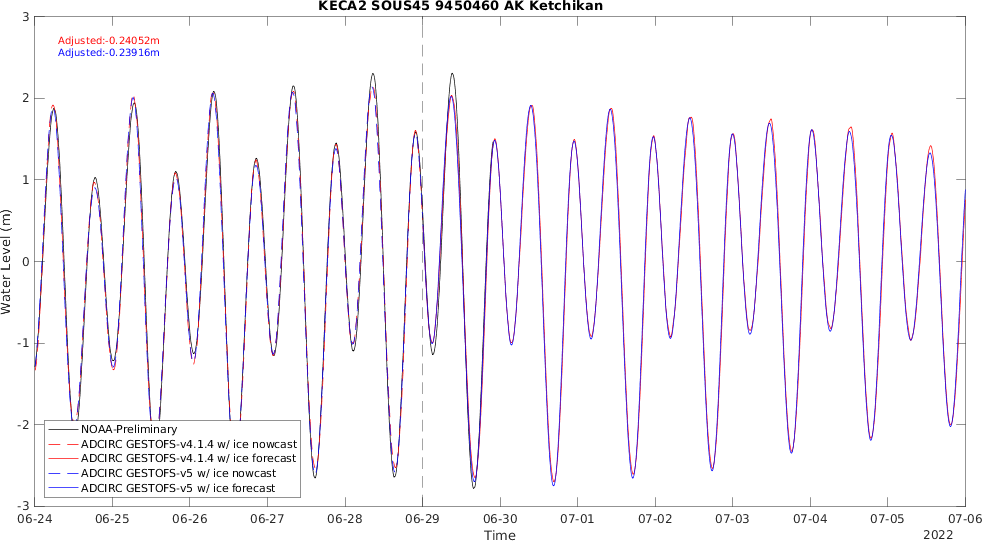 KECA2 SOUS45 9450460 AK Ketchikan
Adjusted:-0.24052m
Adjusted:-0.23916m
3
2
1
0
-1
-2
-3
Water Level (m)
NOAA-Preliminary
ADCIRC GESTOFS-v4.1.4 w/ ice nowcast
ADCIRC GESTOFS-v4.1.4 w/ ice forecast
ADCIRC GESTOFS-v5 w/ ice nowcast
ADCIRC GESTOFS-v5 w/ ice forecast
06-24 06-25 06-26 06-27 06-28 06-29 06-30 07-01 07-02 07-03 07-04 07-05 07-06
Time
2022